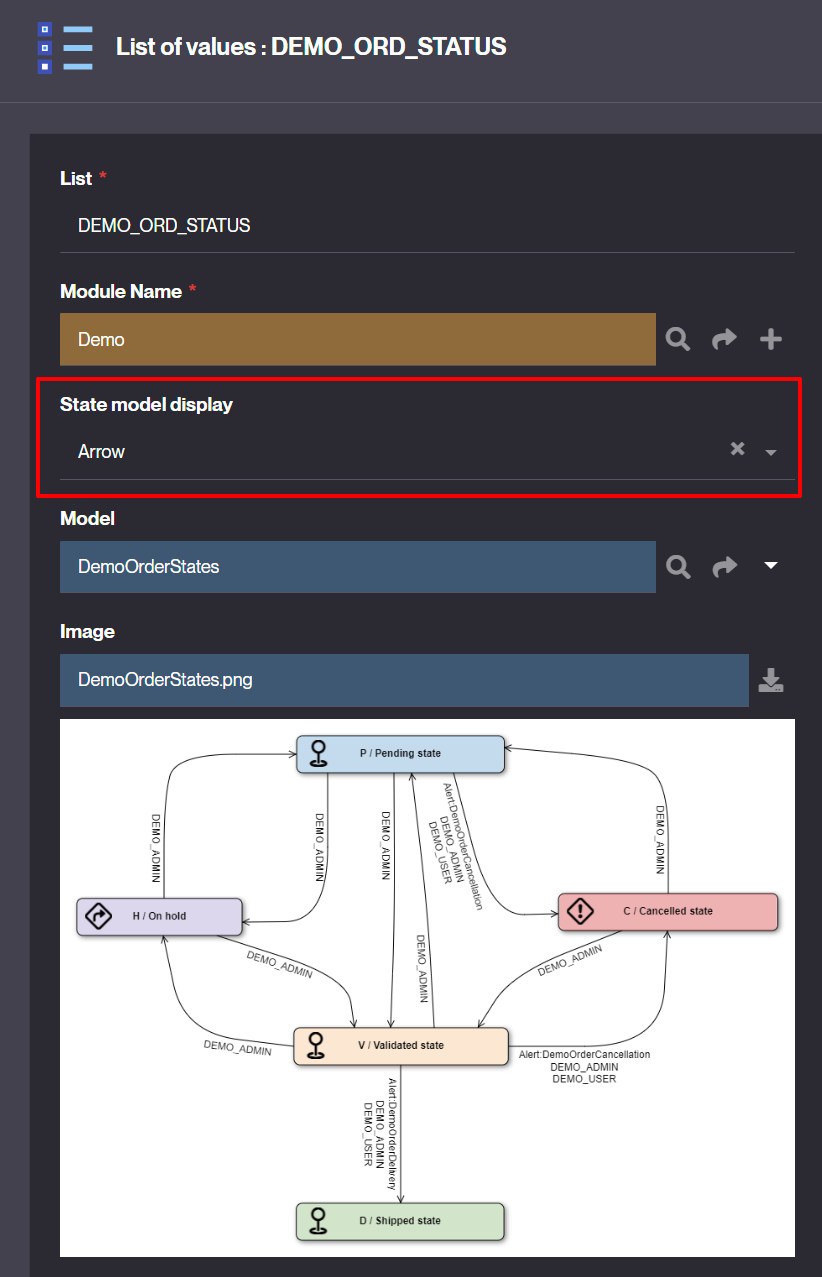 List of values : DEMO_ORD_STATUS
List *
DEMO_ORD_STATUS
Module Name *
Demo
State model display
Arrow
Model
DemoOrderStates
Image
DemoOrderStates.png
P / Pending state
DEMO_ADMIN
DEMO_ADMIN
DEMO_ADMIN
Alert:DemoOrderCancellation
DEMO_ADMIN
DEMO_USER
DEMO_ADMIN
H / On hold
C / Cancelled state
DEMO_ADMIN
DEMO_ADMIN
DEMO_ADMIN
DEMO_ADMIN
V / Validated state
Alert:DemoOrderCancellation
DEMO_ADMIN
DEMO_USER
Alert:DemoOrderDelivery
DEMO_ADMIN
DEMO_USER
D / Shipped state